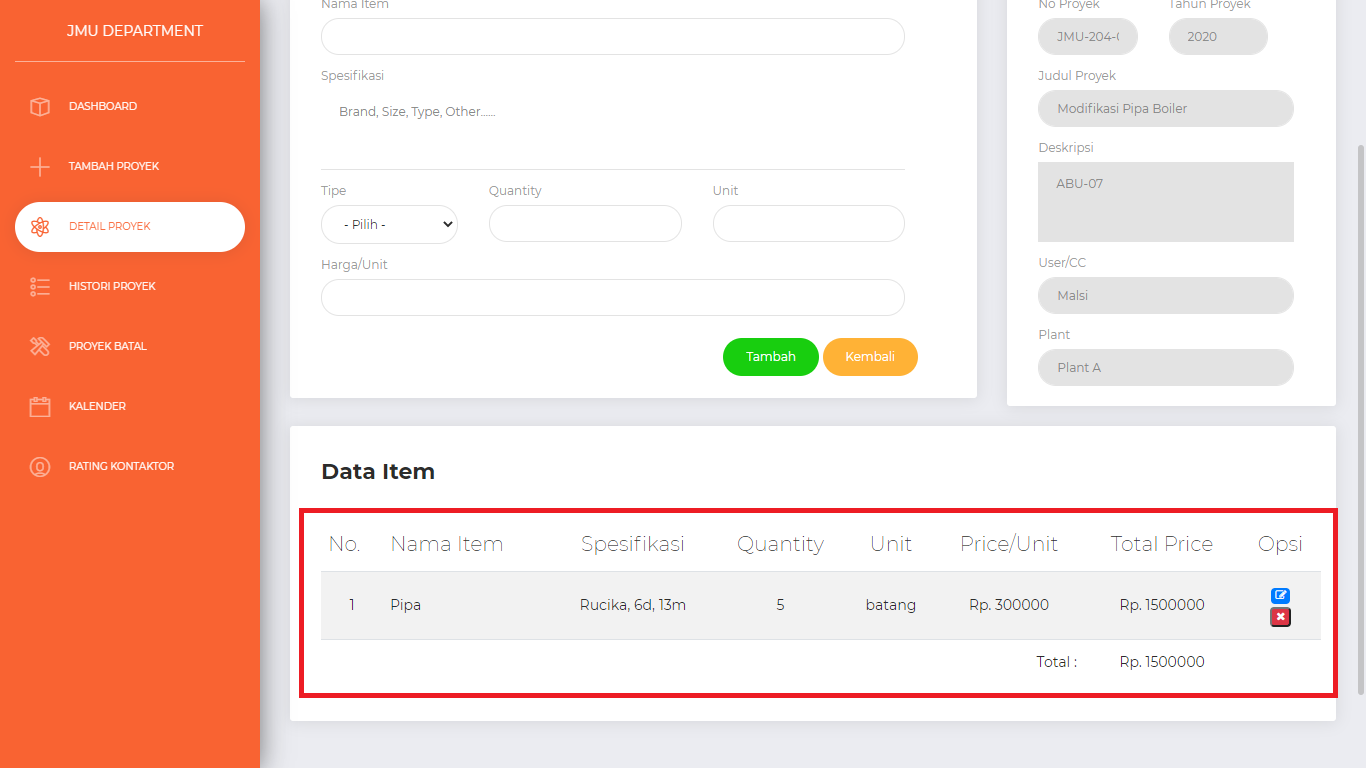 JMU DEPARTMENT
DASHBOARD
TAMBAH PROYEK
DETAIL PROYEK
HISTORI PROYEK
PROYEK BATAL
KALENDER
RATING KONTAKTOR
Nama Item
Spesifikasi
Brand, Size, Type, Other......
Tipe Quantity Unit
- Pilih -
Harga/Unit
Tambah Kembali
No Proyek Tahun Proyek
JMU-204- 2020
Judul Proyek
Modifikasi Pipa Boiler
Deskripsi
ABU-07
User/CC
Malsi
Plant
Plant A
Data Item
No. Nama Item Spesifikasi Quantity Unit Price/Unit Total Price Opsi
1 Pipa Rucika, 6d, 13m 5 batang Rp. 300000 Rp. 1500000
Total : Rp. 1500000